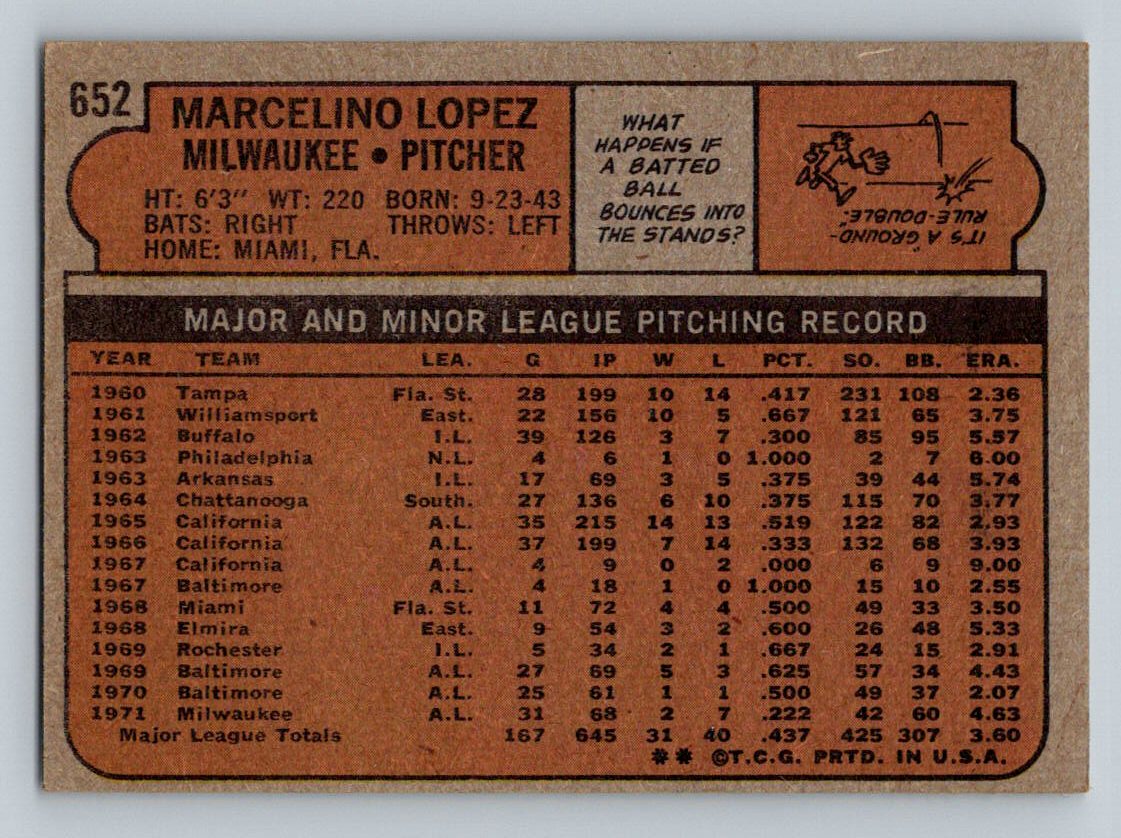 652
MARCELINO LOPEZ
MILWAUKEE • PITCHER
HT: 6'3" WT: 220 BORN: 9-23-43
BATS: RIGHT THROWS: LEFT
HOME: MIAMI, FLA.
WHAT
HAPPENS IF
A BATTED
BALL
BOUNCES INTO
THE STANDS?
IT'S A GROUND-
RULE-DOUBLE.
MAJOR AND MINOR LEAGUE PITCHING RECORD
YEAR TEAM LEA. G IP W L PCT. SO. BB. ERA.
1960 Tampa Fla. St. 28 199 10 14 .417 231 108 2.36
1961 Williamsport East. 22 156 10 5 .667 121 65 3.75
1962 Buffalo I.L. 39 126 3 7 .300 85 95 5.57
1963 Philadelphia N.L. 4 6 1 0 1.000 2 7 6.00
1963 Arkansas I.L. 17 69 3 5 .375 39 44 5.74
1964 Chattanooga South. 27 136 6 10 .375 115 70 3.77
1965 California A.L. 35 215 14 13 .519 122 82 2.93
1966 California A.L. 37 199 7 14 .333 132 68 3.93
1967 California A.L. 4 9 0 2 .000 6 9 9.00
1967 Baltimore A.L. 4 18 1 0 1.000 15 10 2.55
1968 Miami Fla. St. 11 72 4 4 .500 49 33 3.50
1968 Elmira East. 9 54 3 2 .600 26 48 5.33
1969 Rochester I.L. 5 34 2 1 .667 24 15 2.91
1969 Baltimore A.L. 27 69 5 3 .625 57 34 4.43
1970 Baltimore A.L. 25 61 1 1 .500 49 37 2.07
1971 Milwaukee A.L. 31 68 2 7 .222 42 60 4.63
Major League Totals 167 645 31 40 .437 425 307 3.60
** ©T.C.G. PRTD. IN U.S.A.